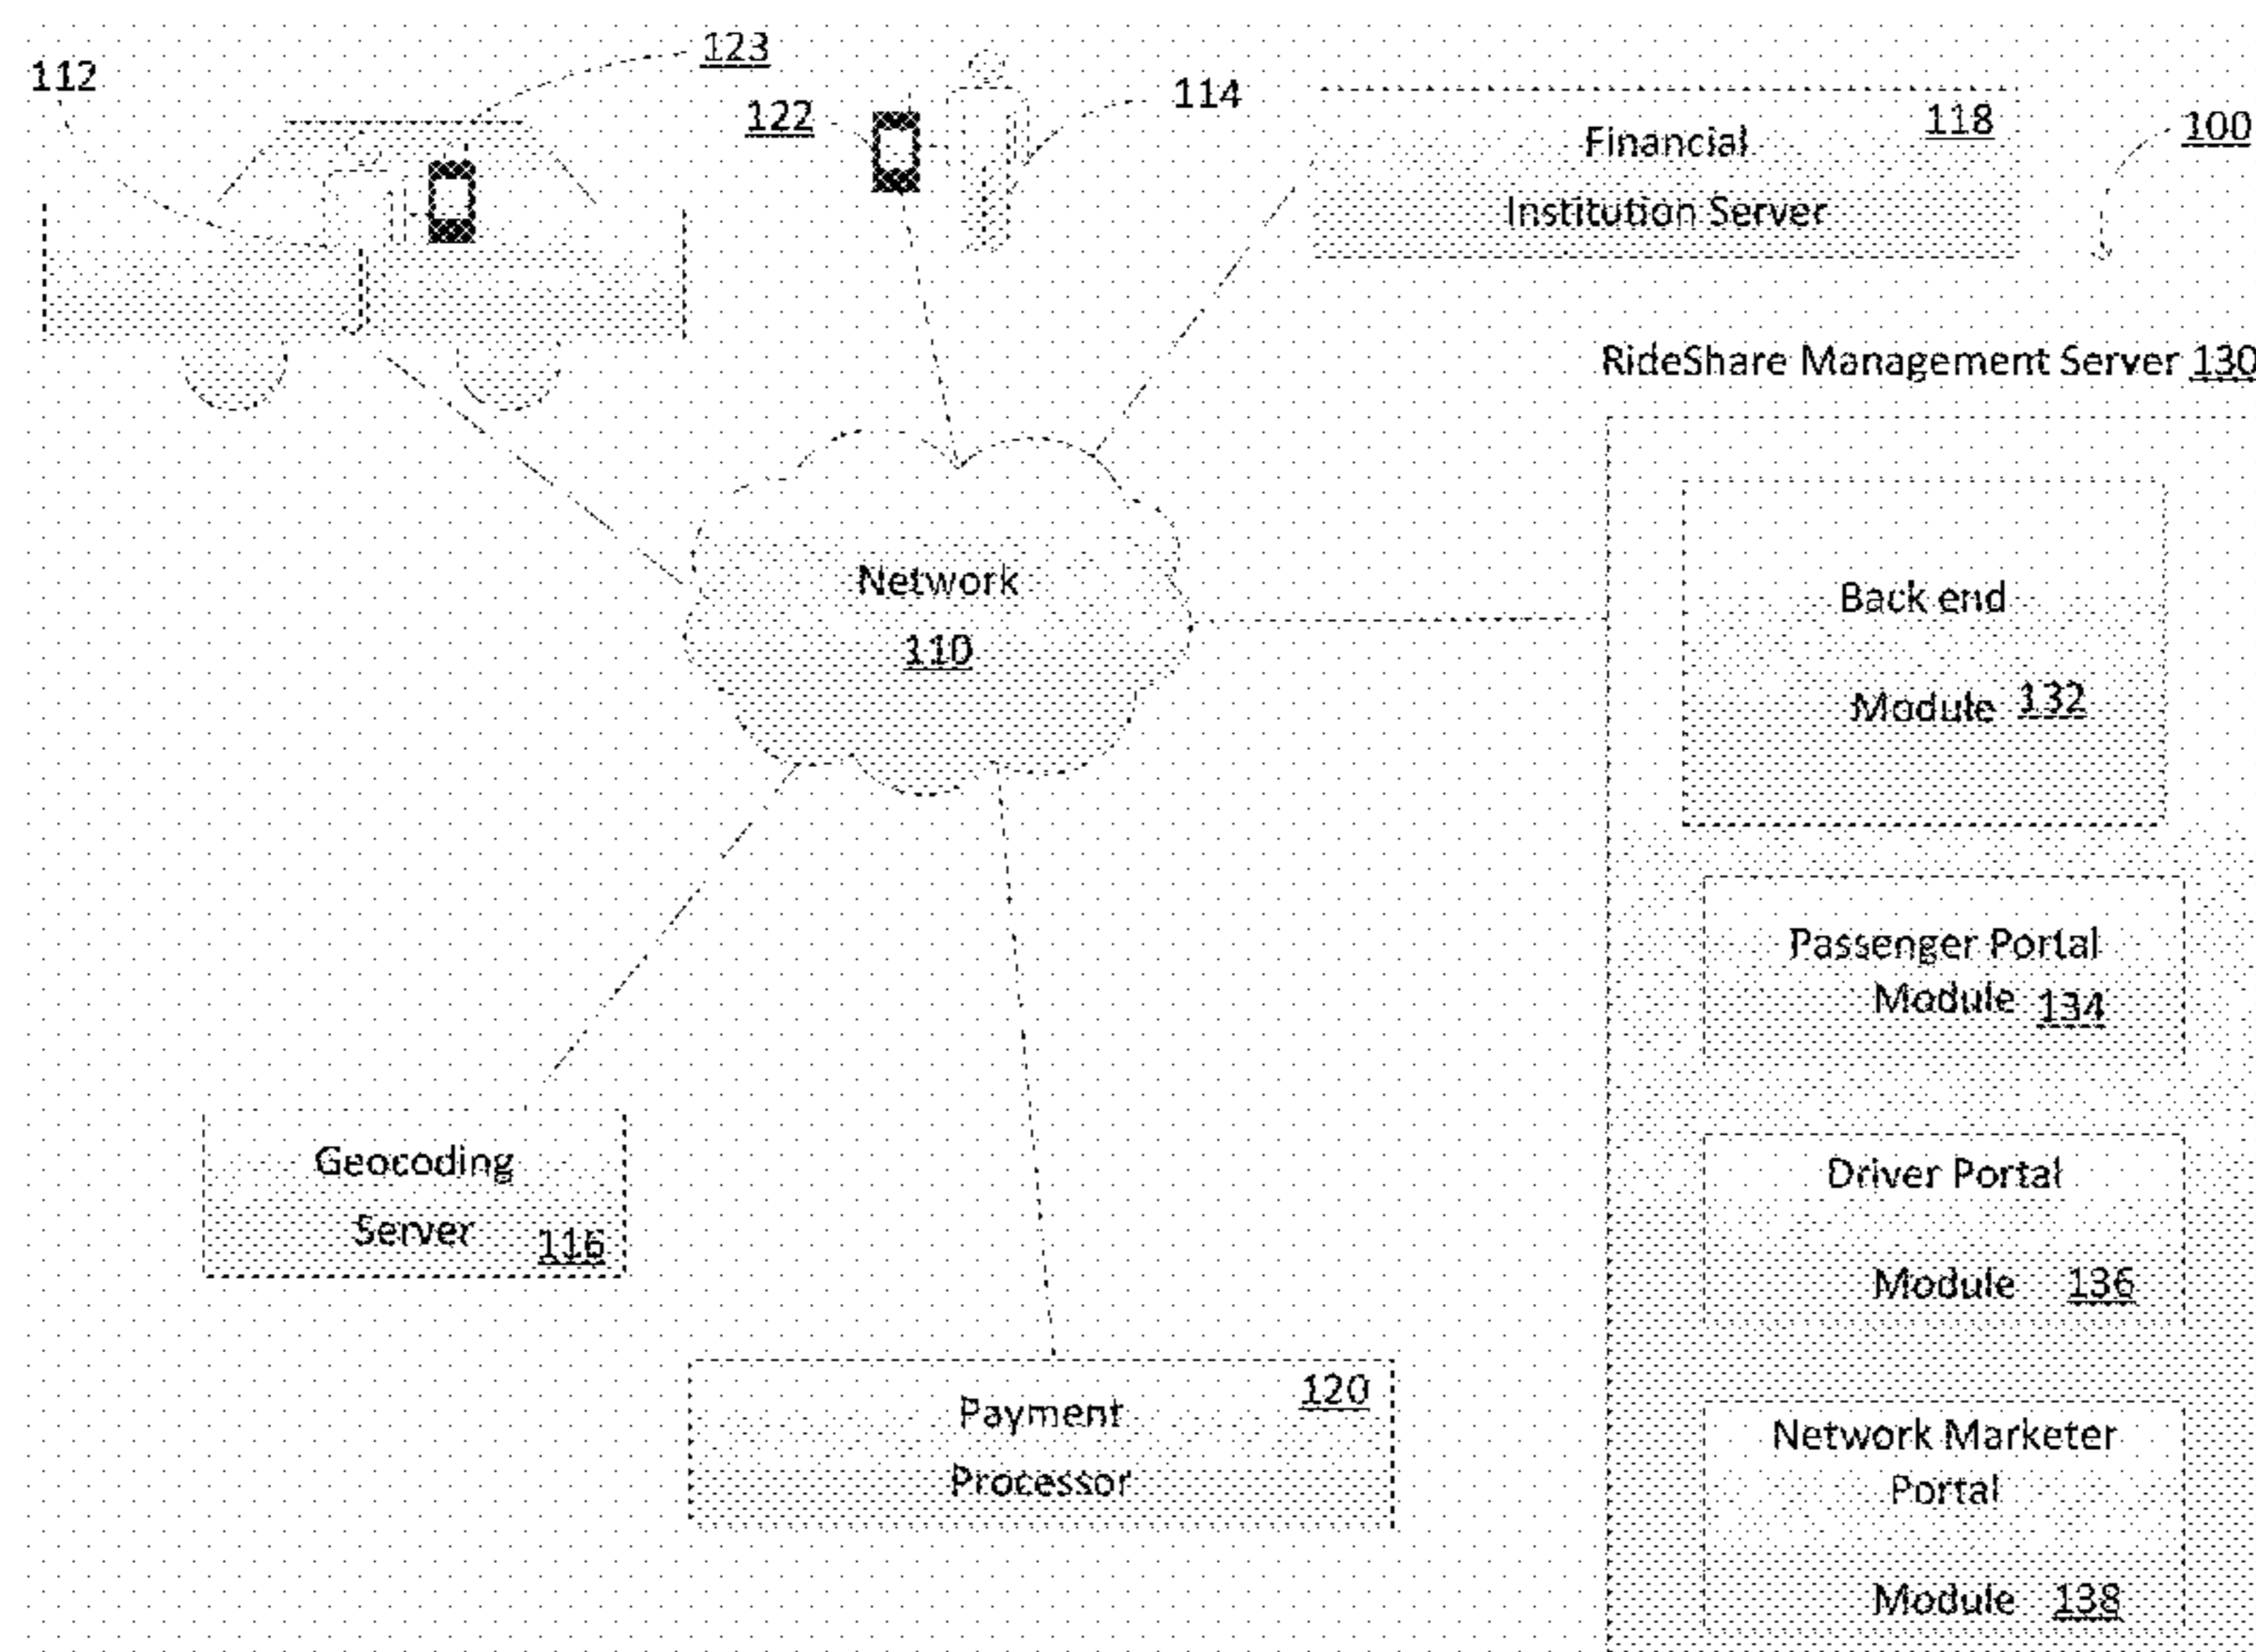 123
112
122
114
118
Financial
Institution Server
100
RideShare Management Server 130
Network
110
Back end
Module 132
Passenger Portal
Module 134
Geocoding
Server 116
Driver Portal
Module 136
120
Payment
Processor
Network Marketer
Portal
Module 138